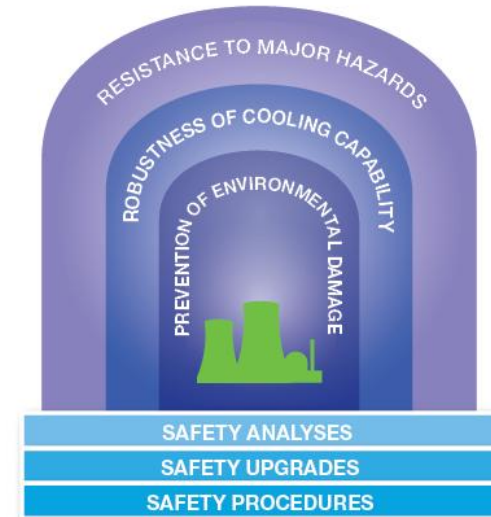 RESISTANCE TO MAJOR HAZARDS
ROBUSTNESS OF COOLING CAPABILITY
PREVENTION OF ENVIRONMENTAL DAMAGE
SAFETY ANALYSES
SAFETY UPGRADES
SAFETY PROCEDURES